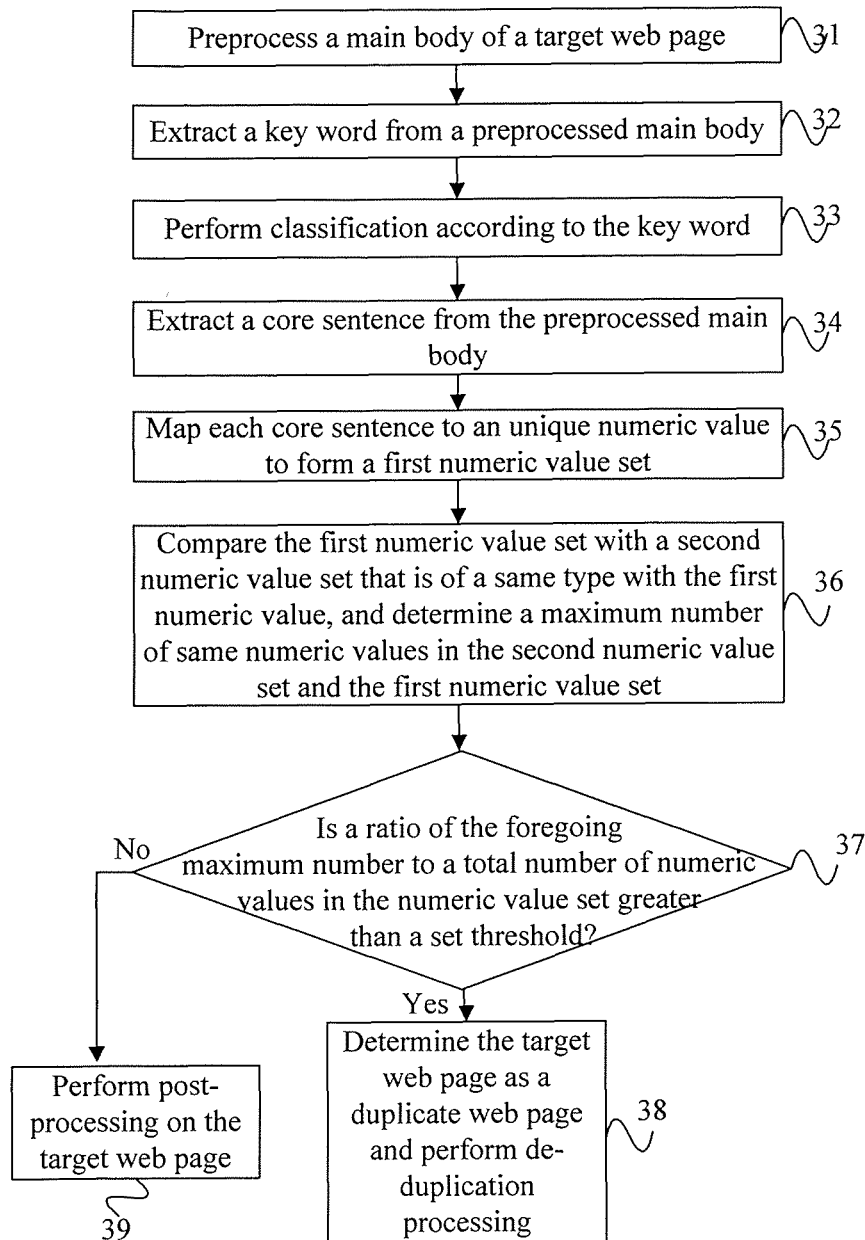 Preprocess a main body of a target web page
31
Extract a key word from a preprocessed main body
32
Perform classification according to the key word
33
Extract a core sentence from the preprocessed main
body
34
Map each core sentence to an unique numeric value
to form a first numeric value set
35
Compare the first numeric value set with a second
numeric value set that is of a same type with the first
numeric value, and determine a maximum number
of same numeric values in the second numeric value
set and the first numeric value set
36
Is a ratio of the foregoing
maximum number to a total number of numeric
values in the numeric value set greater
than a set threshold?
37
No
Yes
Perform post-
processing on the
target web page
39
Determine the target
web page as a
duplicate web page
and perform de-
duplication
processing
38